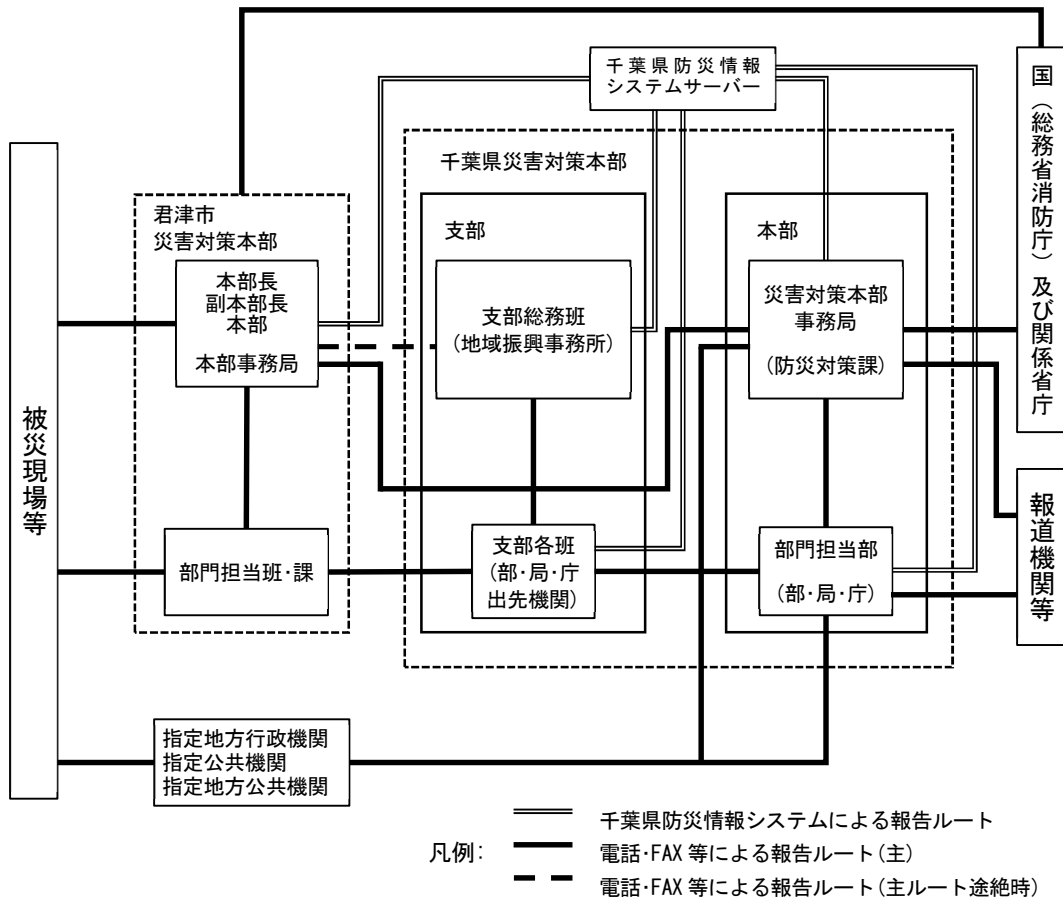 千葉県防災情報
システムサーバー
国（総務省消防庁）及び関係省庁
千葉県災害対策本部
君津市
災害対策本部
支部
本部
本部長
副本部長
本部
本部事務局
支部総務班
(地域振興事務所)
災害対策本部
事務局
(防災対策課)
被災現場等
報道機関等
部門担当班・課
支部各班
(部・局・庁
出先機関)
部門担当部
(部・局・庁)
指定地方行政機関
指定公共機関
指定地方公共機関
凡例:
千葉県防災情報システムによる報告ルート
電話・FAX 等による報告ルート(主)
電話・FAX 等による報告ルート(主ルート途絶時)